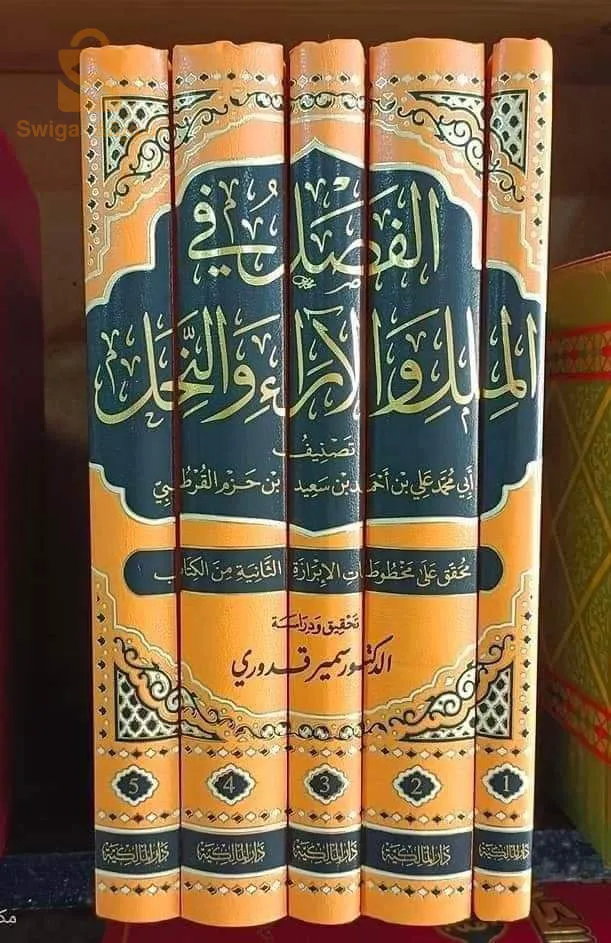 Swiga
الفصل في
الملل والآراء والنحل
تصنيف
أبي محمد علي بن أحمد بن سعيد بن حزم القرطبي
محقق على مخطوطات الإبرازة الثانية من الكتاب
تحقيق ودراسة
الدكتور سمير قدوري
5 4 3 2 1
دار المالكية دار المالكية دار المالكية دار المالكية دار المالكية